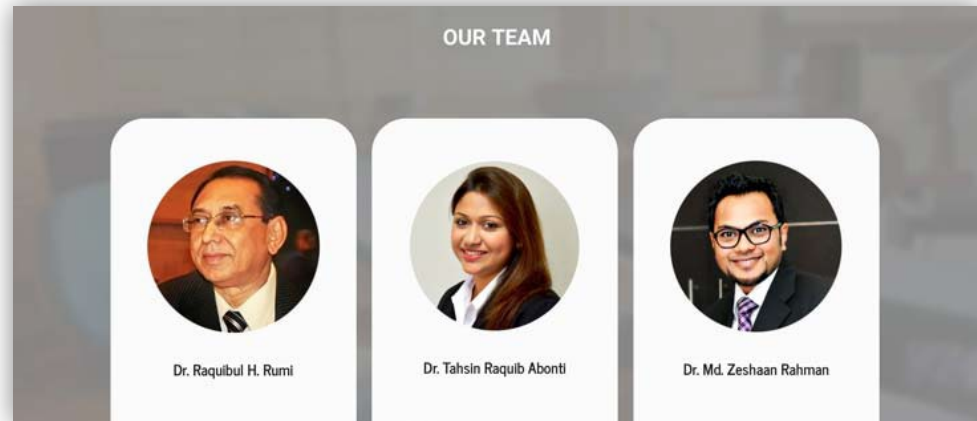 OUR TEAM
Dr. Raquibul H. Rumi
Dr. Tahsin Raquib Abonti
Dr. Md. Zeshaan Rahman